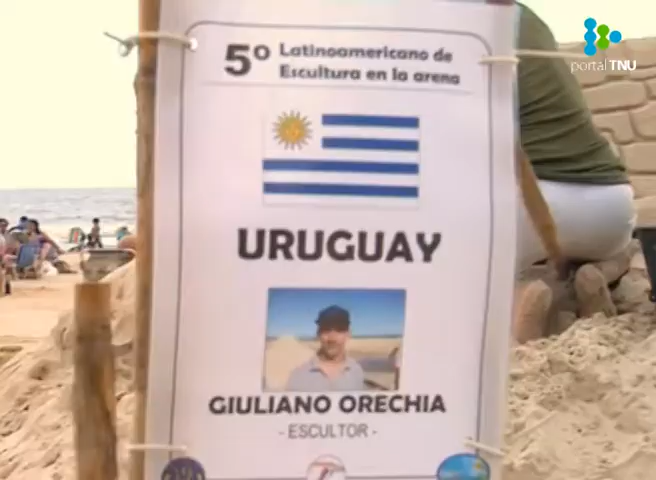 portal TNU
5º Latinoamericano de
Escultura en la arena
URUGUAY
GIULIANO ORECHIA
- ESCULTOR -